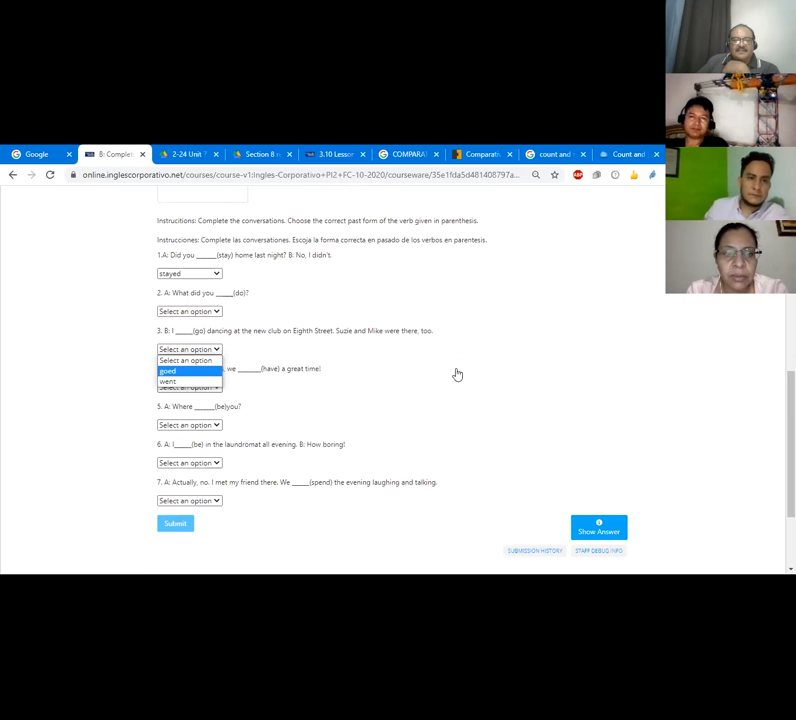 Google
B: Complet
2-24 Unit 7
Section 8 r
3.10 Lesson
COMPARAT
Comparativ
count and
Count and
online.inglescorporativo.net/courses/course-v1:Ingles-Corporativo+PI2+FC-10-2020/courseware/35e1fda5d481408797a...
Instrucitions: Complete the conversations. Choose the correct past form of the verb given in parenthesis.
Instrucciones: Complete las conversationes. Escoja la forma correcta en pasado de los verbos en parentesis.
1.A: Did you ______(stay) home last night? B: No, I didn't.
stayed
2. A: What did you _____(do)?
Select an option
3. B: I _____(go) dancing at the new club on Eighth Street. Suzie and Mike were there, too.
Select an option
Select an option
goed
went
, we _______(have) a great time!
Select an option
5. A: Where ______(be)you?
Select an option
6. A: I_____(be) in the laundromat all evening. B: How boring!
Select an option
7. A: Actually, no. I met my friend there. We _____(spend) the evening laughing and talking.
Select an option
Submit
Show Answer
SUBMISSION HISTORY
STAFF DEBUG INFO